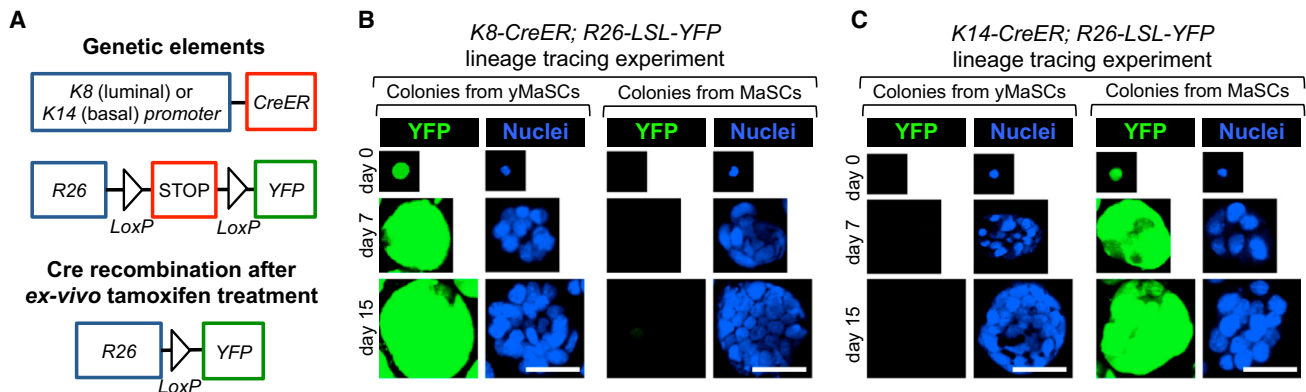 A
Genetic elements
K8 (luminal) or
K14 (basal) promoter
CreER
R26
STOP
YFP
LoxP
LoxP
Cre recombination after
ex-vivo tamoxifen treatment
R26
YFP
LoxP
B
K8-CreER; R26-LSL-YFP
lineage tracing experiment
Colonies from yMaSCs
Colonies from MaSCs
YFP
Nuclei
YFP
Nuclei
day 0
day 7
day 15
C
K14-CreER; R26-LSL-YFP
lineage tracing experiment
Colonies from yMaSCs
Colonies from MaSCs
YFP
Nuclei
YFP
Nuclei
day 0
day 7
day 15